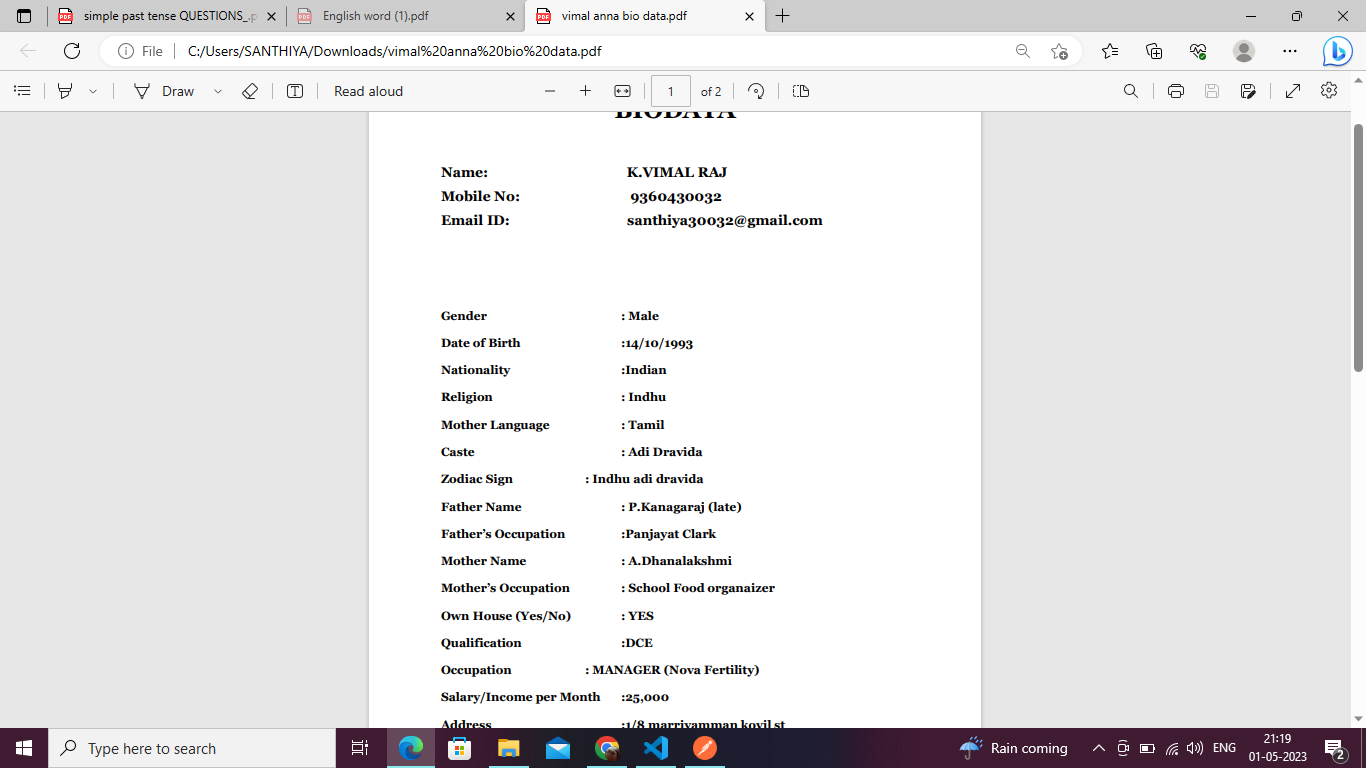 simple past tense QUESTIONS_.p
English word (1).pdf
vimal anna bio data.pdf
File
C:/Users/SANTHIYA/Downloads/vimal%20anna%20bio%20data.pdf
Draw
Read aloud
1 of 2
BIODATA
Name: K.VIMAL RAJ
Mobile No: 9360430032
Email ID: santhiya30032@gmail.com
Gender : Male
Date of Birth :14/10/1993
Nationality :Indian
Religion : Indhu
Mother Language : Tamil
Caste : Adi Dravida
Zodiac Sign : Indhu adi dravida
Father Name : P.Kanagaraj (late)
Father's Occupation :Panjayat Clark
Mother Name : A.Dhanalakshmi
Mother's Occupation : School Food organaizer
Own House (Yes/No) : YES
Qualification :DCE
Occupation : MANAGER (Nova Fertility)
Salary/Income per Month :25,000
Address :1/8 marriyamman kovil st
Type here to search
Rain coming
ENG
21:19
01-05-2023
2